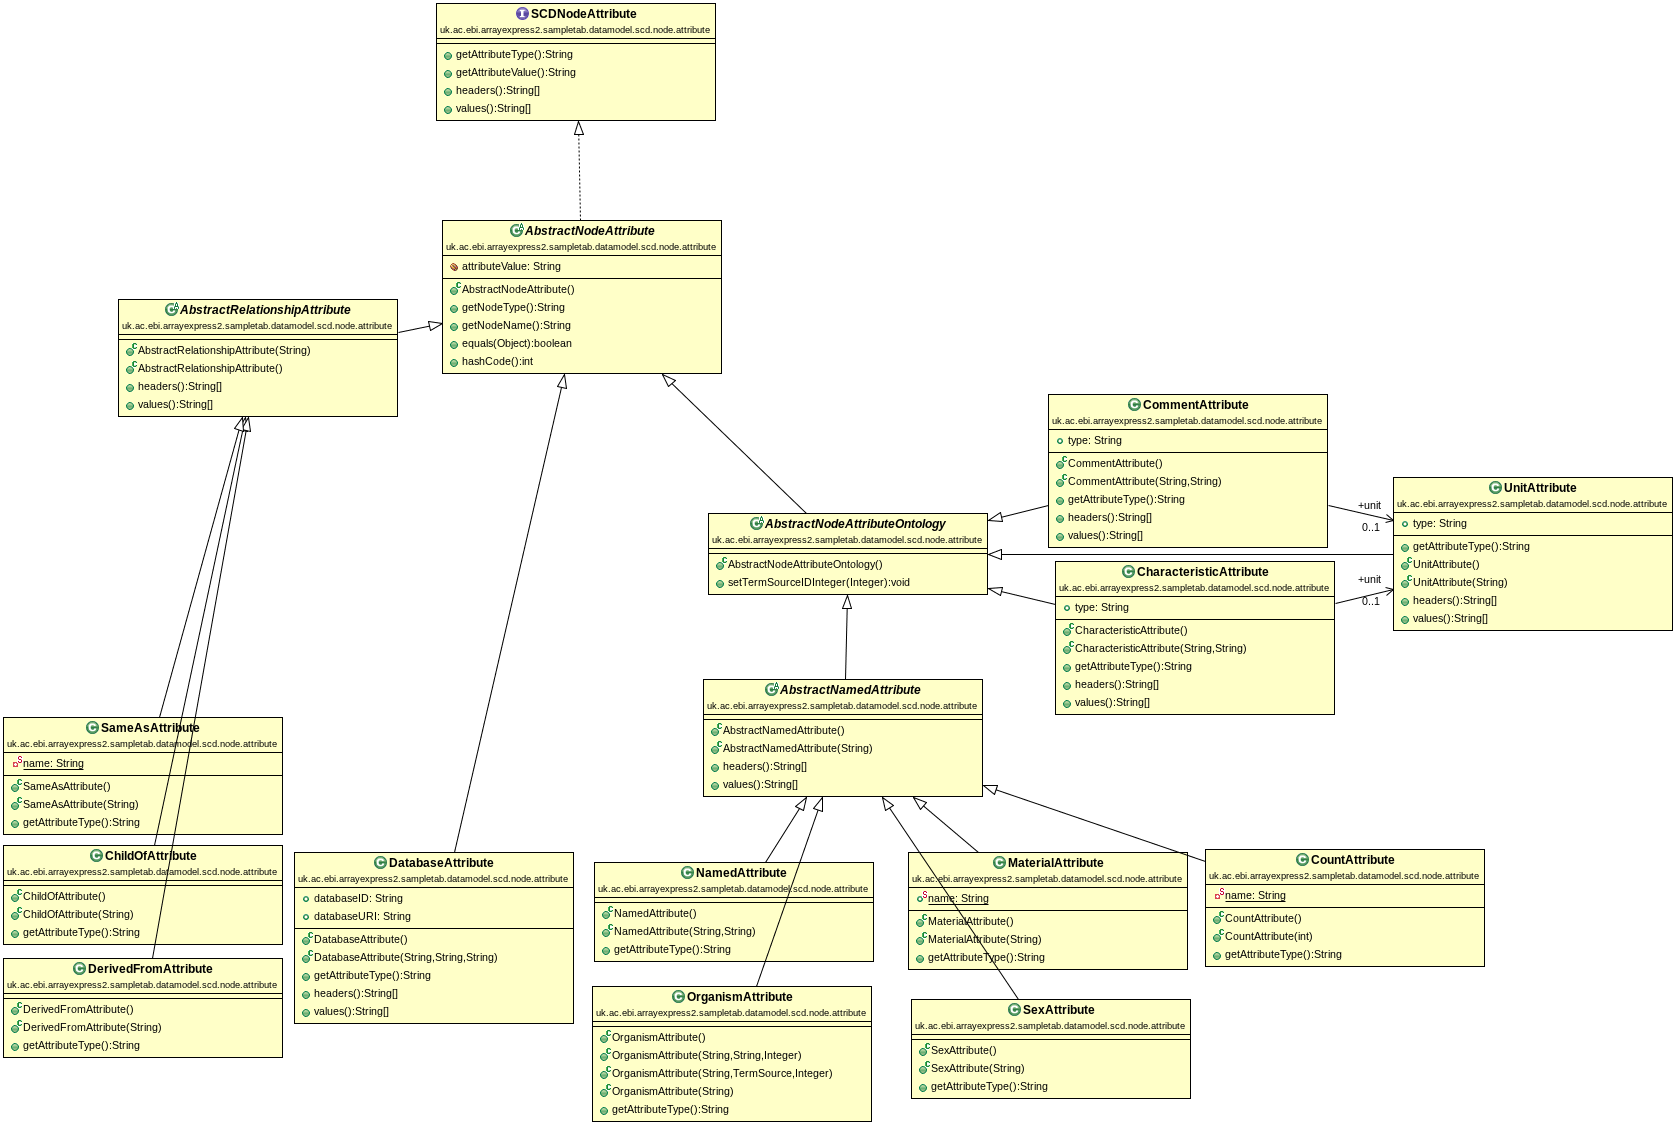 SCDNodeAttribute
uk.ac.ebi.arrayexpress2.sampletab.datamodel.scd.node.attribute
getAttributeType():String
getAttributeValue():String
headers():String[]
values():String[]
AbstractNodeAttribute
uk.ac.ebi.arrayexpress2.sampletab.datamodel.scd.node.attribute
attributeValue: String
AbstractNodeAttribute()
getNodeType():String
getNodeName():String
equals(Object):boolean
hashCode():int
AbstractRelationshipAttribute
uk.ac.ebi.arrayexpress2.sampletab.datamodel.scd.node.attribute
AbstractRelationshipAttribute(String)
AbstractRelationshipAttribute()
headers():String[]
values():String[]
CommentAttribute
uk.ac.ebi.arrayexpress2.sampletab.datamodel.scd.node.attribute
type: String
CommentAttribute()
CommentAttribute(String,String)
getAttributeType():String
headers():String[]
values():String[]
+unit
0..1
UnitAttribute
uk.ac.ebi.arrayexpress2.sampletab.datamodel.scd.node.attribute
type: String
getAttributeType():String
UnitAttribute()
UnitAttribute(String)
headers():String[]
values():String[]
AbstractNodeAttributeOntology
uk.ac.ebi.arrayexpress2.sampletab.datamodel.scd.node.attribute
AbstractNodeAttributeOntology()
setTermSourceIDInteger(Integer):void
CharacteristicAttribute
uk.ac.ebi.arrayexpress2.sampletab.datamodel.scd.node.attribute
type: String
CharacteristicAttribute()
CharacteristicAttribute(String,String)
getAttributeType():String
headers():String[]
values():String[]
+unit
0..1
AbstractNamedAttribute
uk.ac.ebi.arrayexpress2.sampletab.datamodel.scd.node.attribute
AbstractNamedAttribute()
AbstractNamedAttribute(String)
headers():String[]
values():String[]
SameAsAttribute
uk.ac.ebi.arrayexpress2.sampletab.datamodel.scd.node.attribute
name: String
SameAsAttribute()
SameAsAttribute(String)
getAttributeType():String
ChildOfAttribute
uk.ac.ebi.arrayexpress2.sampletab.datamodel.scd.node.attribute
ChildOfAttribute()
ChildOfAttribute(String)
getAttributeType():String
DerivedFromAttribute
uk.ac.ebi.arrayexpress2.sampletab.datamodel.scd.node.attribute
DerivedFromAttribute()
DerivedFromAttribute(String)
getAttributeType():String
DatabaseAttribute
uk.ac.ebi.arrayexpress2.sampletab.datamodel.scd.node.attribute
databaseID: String
databaseURI: String
DatabaseAttribute()
DatabaseAttribute(String,String,String)
getAttributeType():String
headers():String[]
values():String[]
NamedAttribute
uk.ac.ebi.arrayexpress2.sampletab.datamodel.scd.node.attribute
NamedAttribute()
NamedAttribute(String,String)
getAttributeType():String
OrganismAttribute
uk.ac.ebi.arrayexpress2.sampletab.datamodel.scd.node.attribute
OrganismAttribute()
OrganismAttribute(String,String,Integer)
OrganismAttribute(String,TermSource,Integer)
OrganismAttribute(String)
getAttributeType():String
MaterialAttribute
uk.ac.ebi.arrayexpress2.sampletab.datamodel.scd.node.attribute
name: String
MaterialAttribute()
MaterialAttribute(String)
getAttributeType():String
SexAttribute
uk.ac.ebi.arrayexpress2.sampletab.datamodel.scd.node.attribute
SexAttribute()
SexAttribute(String)
getAttributeType():String
CountAttribute
uk.ac.ebi.arrayexpress2.sampletab.datamodel.scd.node.attribute
name: String
CountAttribute()
CountAttribute(int)
getAttributeType():String